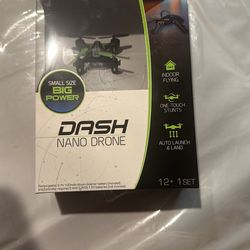 SMALL SIZE
BIG
POWER
INDOOR
FLYING
ONE-TOUCH
STUNTS
AUTO LAUNCH
& LAND
DASH
NANO DRONE
12+ 1 SET